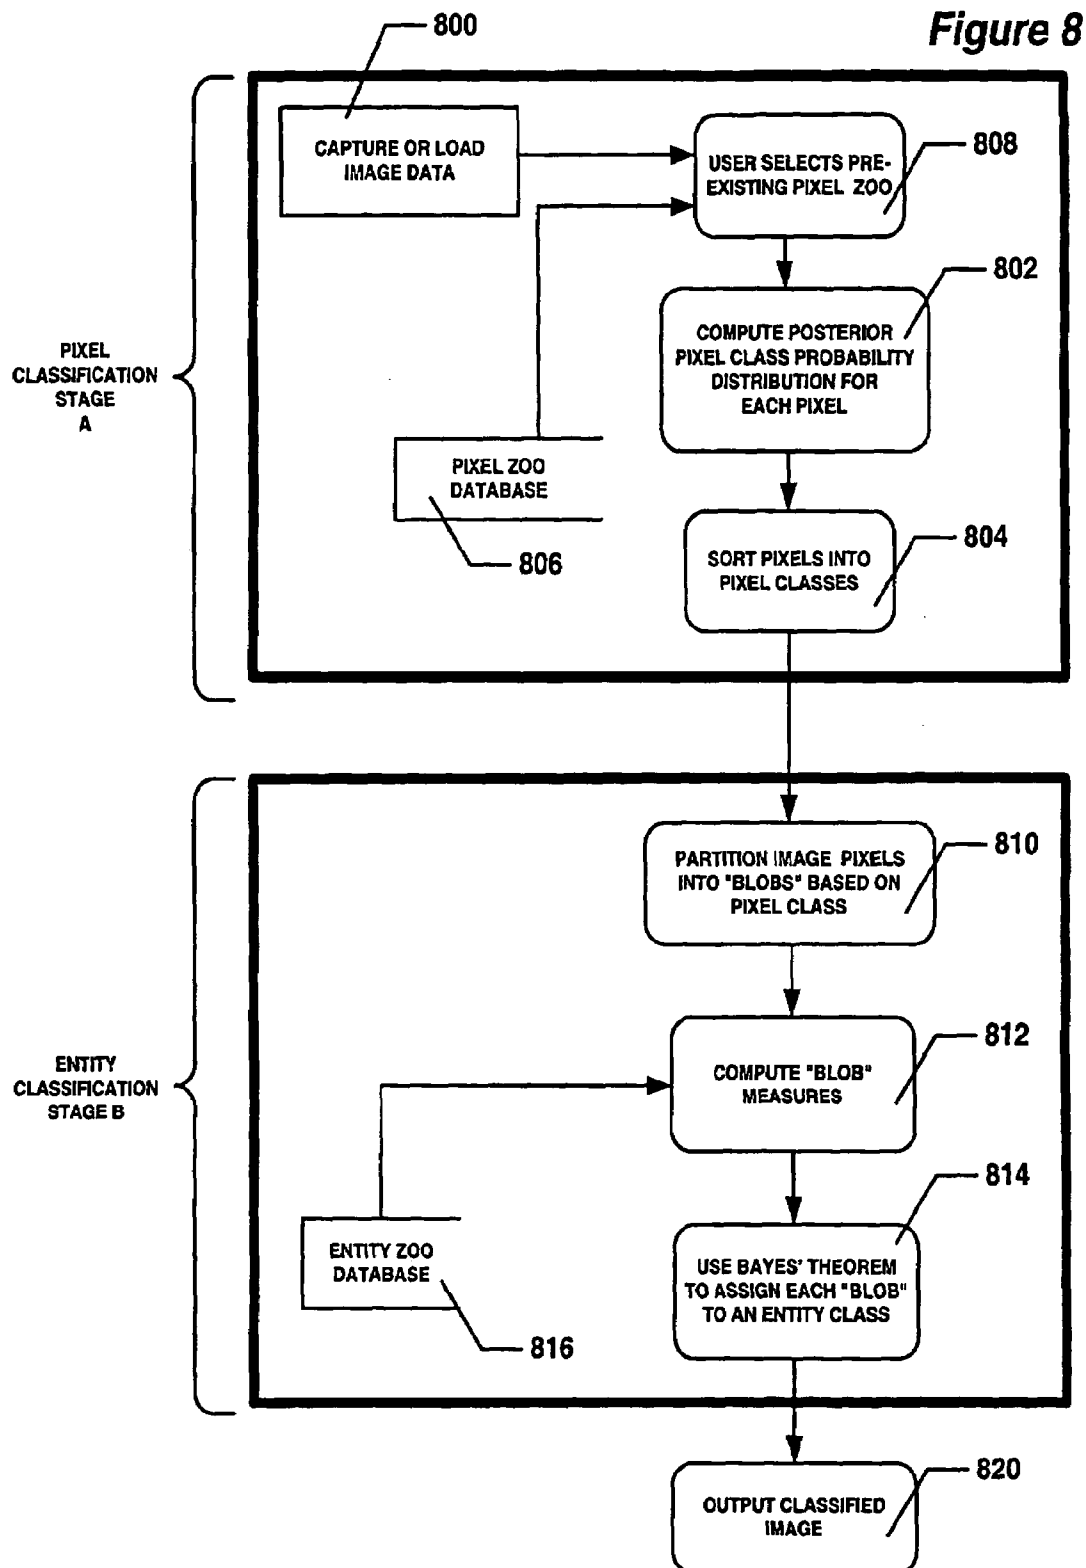 Figure 8
800
CAPTURE OR LOAD
IMAGE DATA
USER SELECTS PRE-
EXISTING PIXEL ZOO
808
802
COMPUTE POSTERIOR
PIXEL CLASS PROBABILITY
DISTRIBUTION FOR
EACH PIXEL
PIXEL
CLASSIFICATION
STAGE
A
PIXEL ZOO
DATABASE
806
804
SORT PIXELS INTO
PIXEL CLASSES
810
PARTITION IMAGE PIXELS
INTO "BLOBS" BASED ON
PIXEL CLASS
812
COMPUTE "BLOB"
MEASURES
ENTITY
CLASSIFICATION
STAGE B
814
ENTITY ZOO
DATABASE
816
USE BAYES' THEOREM
TO ASSIGN EACH "BLOB"
TO AN ENTITY CLASS
820
OUTPUT CLASSIFIED
IMAGE